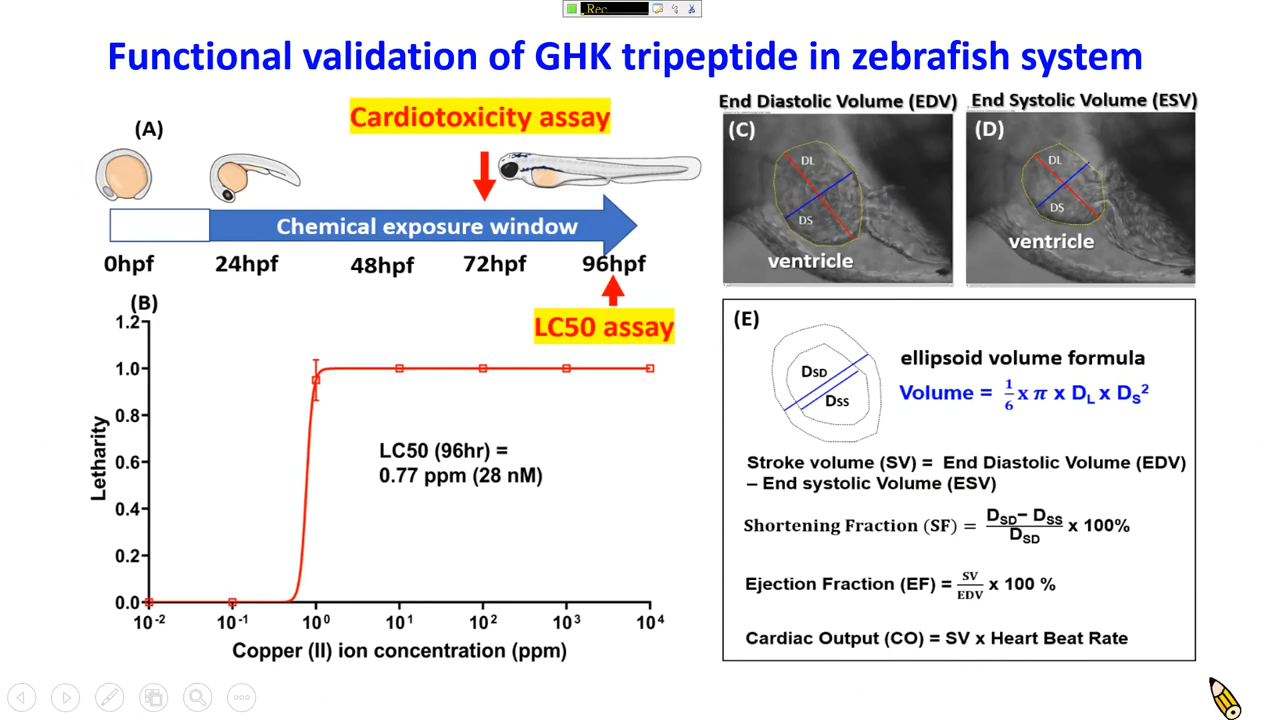 Rec
Functional validation of GHK tripeptide in zebrafish system
(A)
Cardiotoxicity assay
Chemical exposure window
0hpf 24hpf 48hpf 72hpf 96hpf
LC50 assay
(B)
Letharity
1.2
1.0
0.8
0.6
0.4
0.2
0.0
LC50 (96hr) =
0.77 ppm (28 nM)
10⁻² 10⁻¹ 10⁰ 10¹ 10² 10³ 10⁴
Copper (II) ion concentration (ppm)
End Diastolic Volume (EDV)
(C)
DL
DS
ventricle
End Systolic Volume (ESV)
(D)
DL
DS
ventricle
(E)
DSD
DSS
ellipsoid volume formula
Volume = 1/6 x π x DL x DS²
Stroke volume (SV) = End Diastolic Volume (EDV)
– End systolic Volume (ESV)
Shortening Fraction (SF) = DSD− DSS / DSD x 100%
Ejection Fraction (EF) = SV/EDV x 100 %
Cardiac Output (CO) = SV x Heart Beat Rate